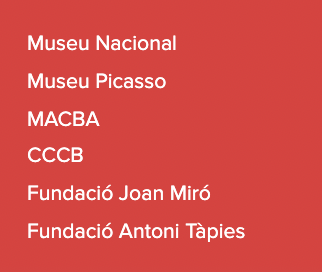 Museu Nacional
Museu Picasso
MACBA
CCCB
Fundació Joan Miró
Fundació Antoni Tàpies